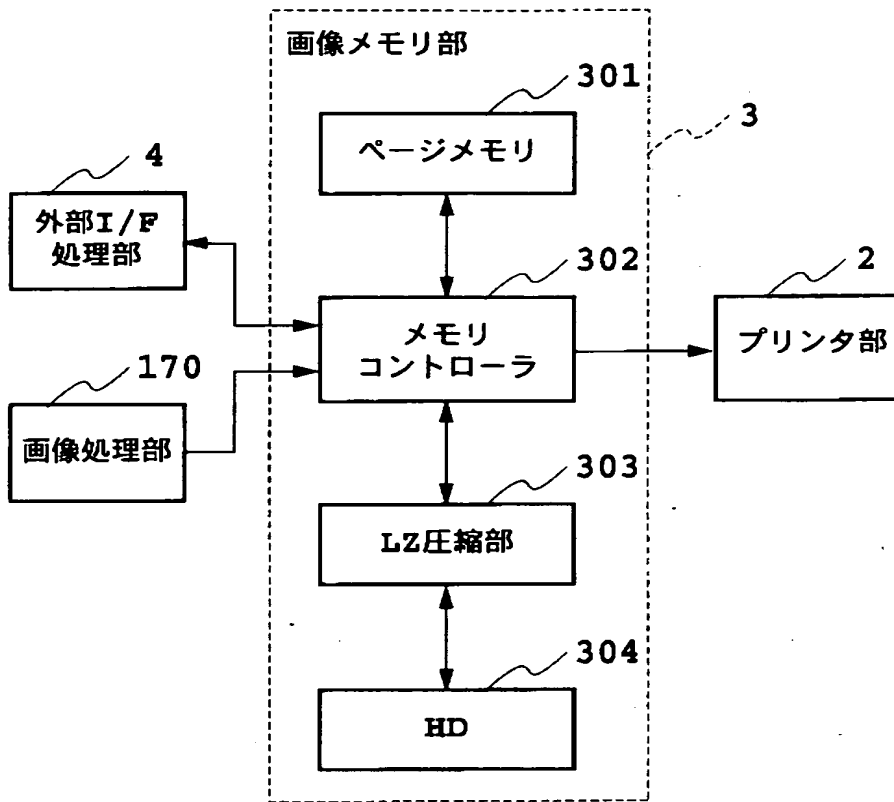 画像メモリ部
301
ページメモリ
3
4
外部I/F
処理部
302
メモリ
コントローラ
2
プリンタ部
170
画像処理部
303
LZ圧縮部
304
HD